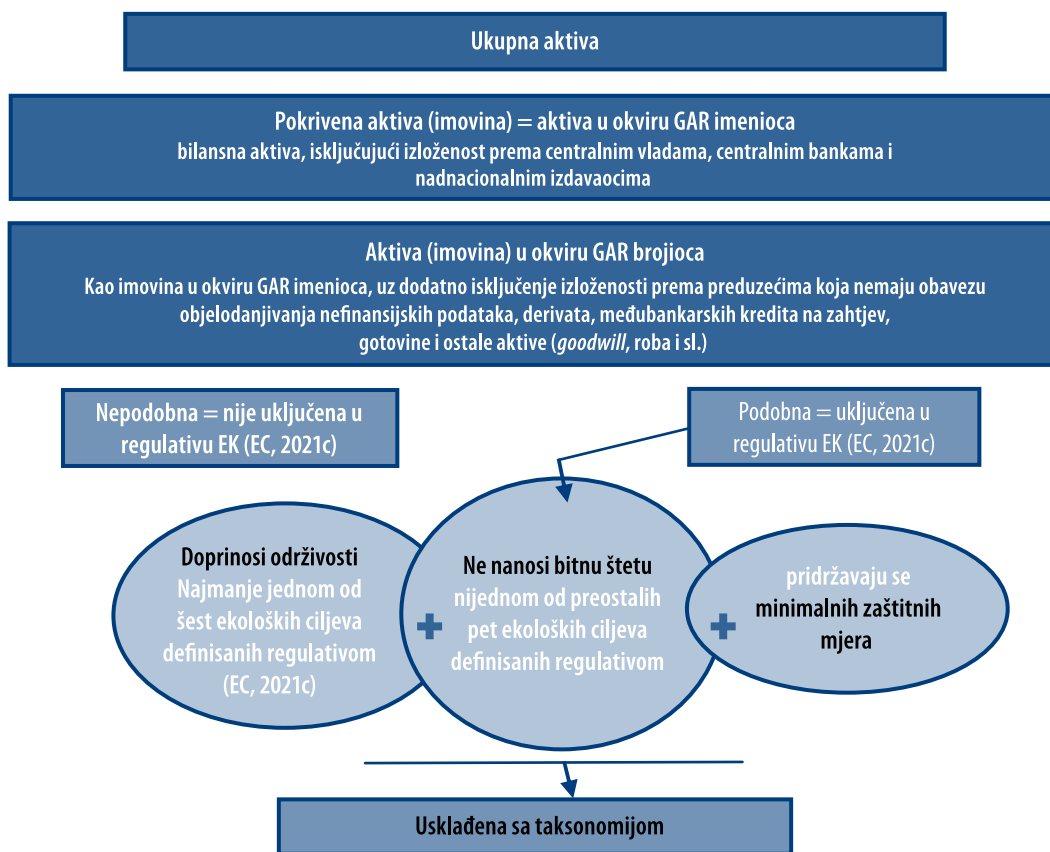 Ukupna aktiva
Pokrivena aktiva (imovina) = aktiva u okviru GAR imenioca
bilansna aktiva, isključujući izloženost prema centralnim vladama, centralnim bankama i
nadnacionalnim izdavaocima
Aktiva (imovina) u okviru GAR brojioca
Kao imovina u okviru GAR imenioca, uz dodatno isključenje izloženosti prema preduzećima koja nemaju obavezu
objelodanjivanja nefinansijskih podataka, derivata, međubankarskih kredita na zahtjev,
gotovine i ostale aktive (goodwill, roba i sl.)
Nepodobna = nije uključena u
regulativu EK (EC, 2021c)
Podobna = uključena u
regulativu EK (EC, 2021c)
Doprinosi održivosti
Najmanje jednom od
šest ekoloških ciljeva
definisanih regulativom
(EC, 2021c)
+
Ne nanosi bitnu štetu
nijednom od preostalih
pet ekoloških ciljeva
definisanih regulativom
+
pridržavaju se
minimalnih zaštitnih
mjera
Usklađena sa taksonomijom